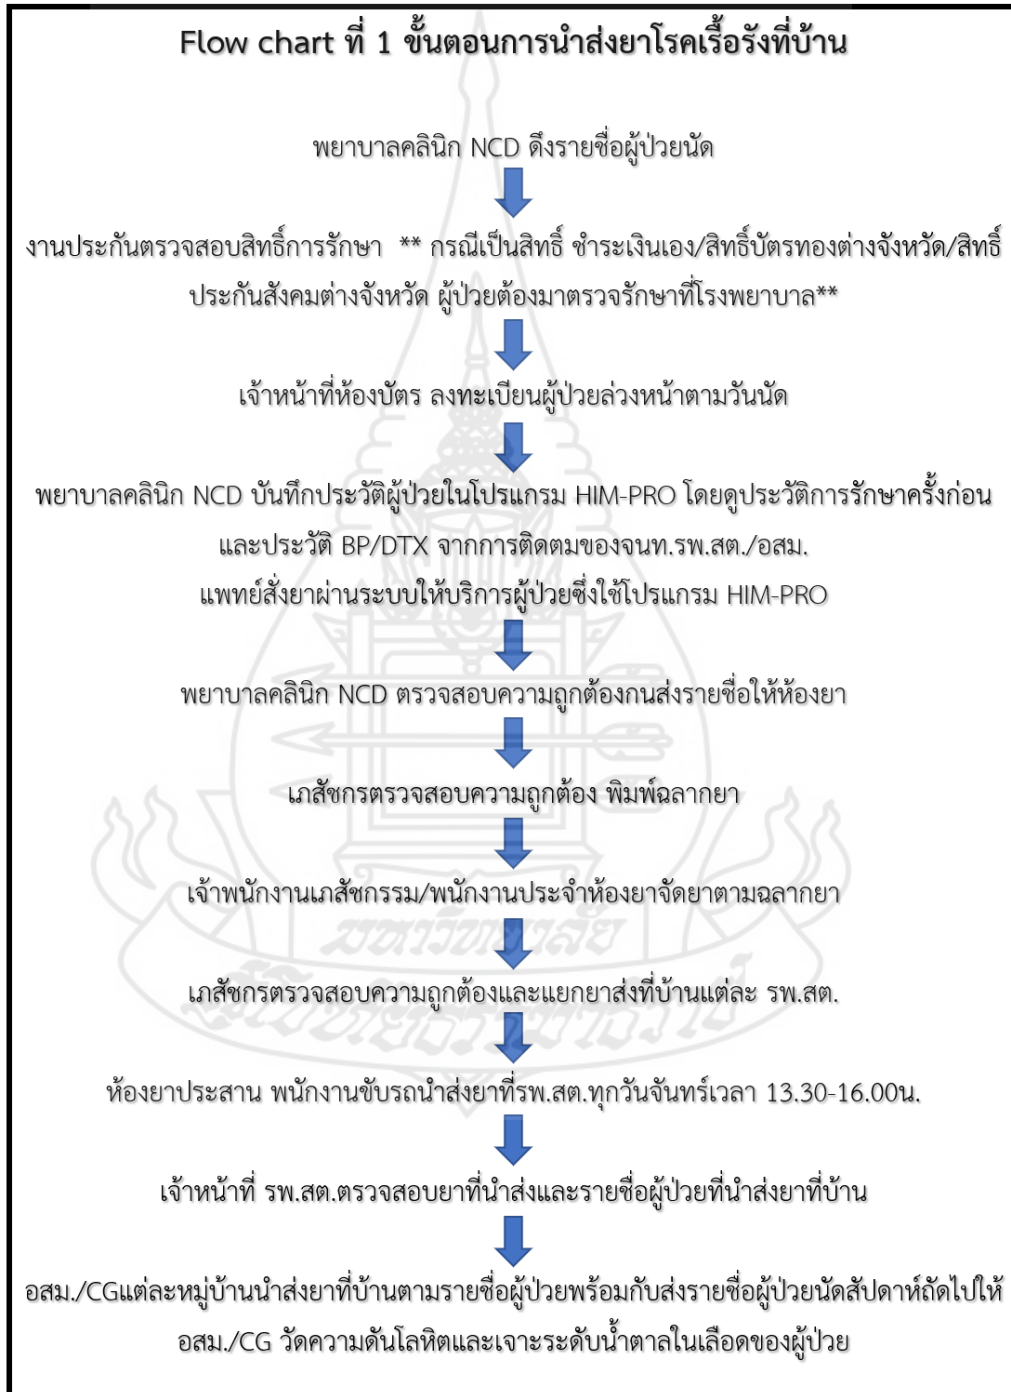 Flow chart ที่ 1 ขั้นตอนการนำส่งยาโรคเรื้อรังที่บ้าน
พยาบาลคลินิก NCD ดึงรายชื่อผู้ป่วยนัด
งานประกันตรวจสอบสิทธิ์การรักษา ** กรณีเป็นสิทธิ์ ชำระเงินเอง/สิทธิ์บัตรทองต่างจังหวัด/สิทธิ์
ประกันสังคมต่างจังหวัด ผู้ป่วยต้องมาตรวจรักษาที่โรงพยาบาล**
เจ้าหน้าที่ห้องบัตร ลงทะเบียนผู้ป่วยล่วงหน้าตามวันนัด
พยาบาลคลินิก NCD บันทึกประวัติผู้ป่วยในโปรแกรม HIM-PRO โดยดูประวัติการรักษาครั้งก่อน
และประวัติ BP/DTX จากการติดตมของจนท.รพ.สต./อสม.
แพทย์สั่งยาผ่านระบบให้บริการผู้ป่วยซึ่งใช้โปรแกรม HIM-PRO
พยาบาลคลินิก NCD ตรวจสอบความถูกต้องกนส่งรายชื่อให้ห้องยา
เภสัชกรตรวจสอบความถูกต้อง พิมพ์ฉลากยา
เจ้าพนักงานเภสัชกรรม/พนักงานประจำห้องยาจัดยาตามฉลากยา
มหาวิทยาลัย
เภสัชกรตรวจสอบความถูกต้องและแยกยาส่งที่บ้านแต่ละ รพ.สต.
สุโขทัยธรรมาธิราช
ห้องยาประสาน พนักงานขับรถนำส่งยาที่รพ.สต.ทุกวันจันทร์เวลา 13.30-16.00น.
เจ้าหน้าที่ รพ.สต.ตรวจสอบยาที่นำส่งและรายชื่อผู้ป่วยที่นำส่งยาที่บ้าน
อสม./CGแต่ละหมู่บ้านนำส่งยาที่บ้านตามรายชื่อผู้ป่วยพร้อมกับส่งรายชื่อผู้ป่วยนัดสัปดาห์ถัดไปให้
อสม./CG วัดความดันโลหิตและเจาะระดับน้ำตาลในเลือดของผู้ป่วย